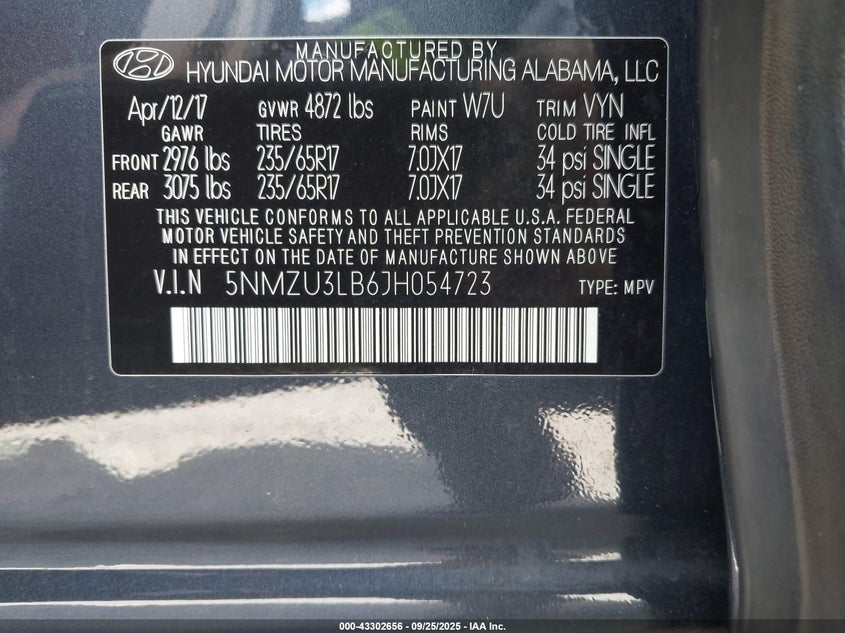 MANUFACTURED BY
HYUNDAI MOTOR MANUFACTURING ALABAMA, LLC
Apr/12/17 GVWR 4872 lbs PAINT W7U TRIM VYN
GAWR TIRES RIMS COLD TIRE INFL
FRONT 2976 lbs 235/65R17 7.0JX17 34 psi SINGLE
REAR 3075 lbs 235/65R17 7.0JX17 34 psi SINGLE
THIS VEHICLE CONFORMS TO ALL APPLICABLE U.S.A. FEDERAL
MOTOR VEHICLE SAFETY AND THEFT PREVENTION STANDARDS
IN EFFECT ON THE DATE OF MANUFACTURE SHOWN ABOVE
V.I.N 5NMZU3LB6JH054723 TYPE: MPV
000-43302656 - 09/25/2025 - IAA Inc.